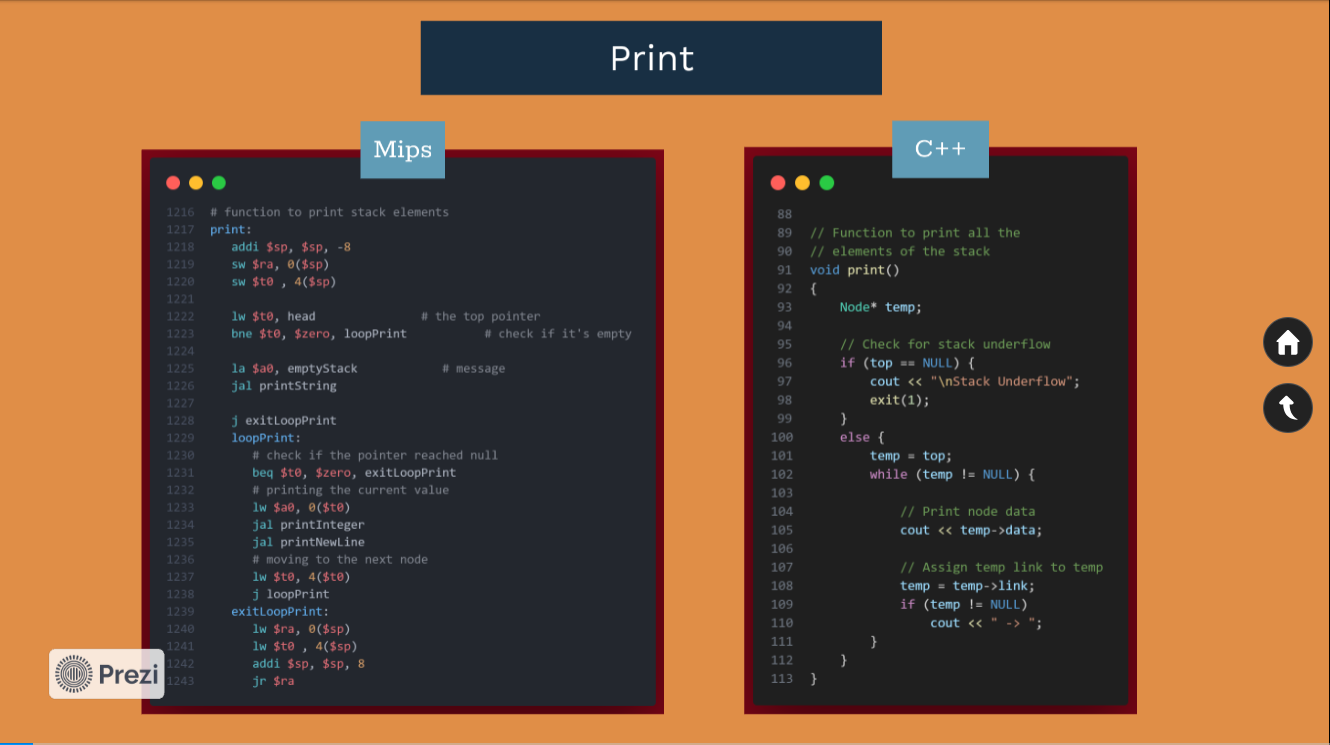 Print
Mips
1216 # function to print stack elements
1217 print:
1218 addi $sp, $sp, -8
1219 sw $ra, 0($sp)
1220 sw $t0 , 4($sp)
1221
1222 lw $t0, head # the top pointer
1223 bne $t0, $zero, loopPrint # check if it's empty
1224
1225 la $a0, emptyStack # message
1226 jal printString
1227
1228 j exitLoopPrint
1229 loopPrint:
1230 # check if the pointer reached null
1231 beq $t0, $zero, exitLoopPrint
1232 # printing the current value
1233 lw $a0, 0($t0)
1234 jal printInteger
1235 jal printNewLine
1236 # moving to the next node
1237 lw $t0, 4($t0)
1238 j loopPrint
1239 exitLoopPrint:
1240 lw $ra, 0($sp)
1241 lw $t0 , 4($sp)
1242 addi $sp, $sp, 8
1243 jr $ra
C++
88
89 // Function to print all the
90 // elements of the stack
91 void print()
92 {
93 Node* temp;
94
95 // Check for stack underflow
96 if (top == NULL) {
97 cout << "\nStack Underflow";
98 exit(1);
99 }
100 else {
101 temp = top;
102 while (temp != NULL) {
103
104 // Print node data
105 cout << temp->data;
106
107 // Assign temp link to temp
108 temp = temp->link;
109 if (temp != NULL)
110 cout << " -> ";
111 }
112 }
113 }
Prezi